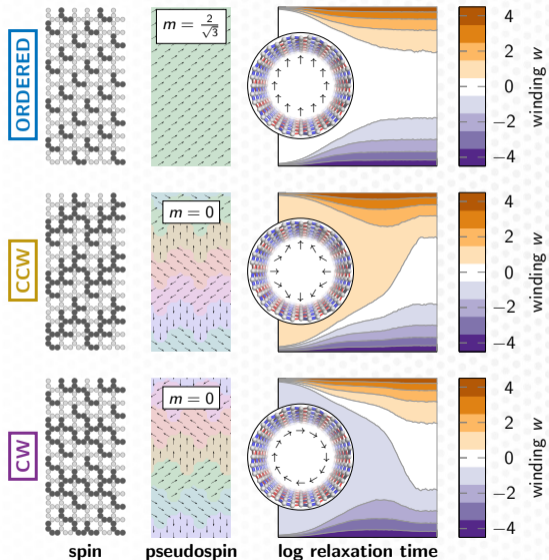 ORDERED
m = 2/√3
4
2
0
−2
−4
winding w
CCW
m = 0
4
2
0
−2
−4
winding w
CW
m = 0
4
2
0
−2
−4
winding w
spin pseudospin log relaxation time